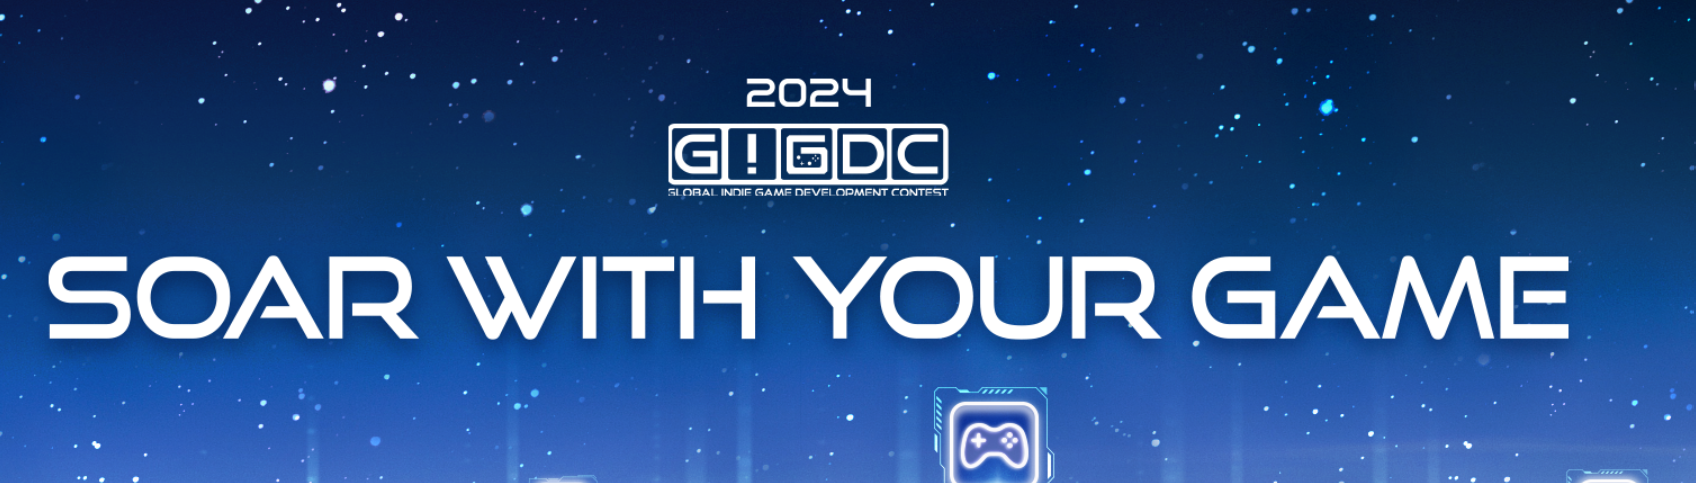 2024
G!GDC
GLOBAL INDIE GAME DEVELOPMENT CONTEST
SOAR WITH YOUR GAME